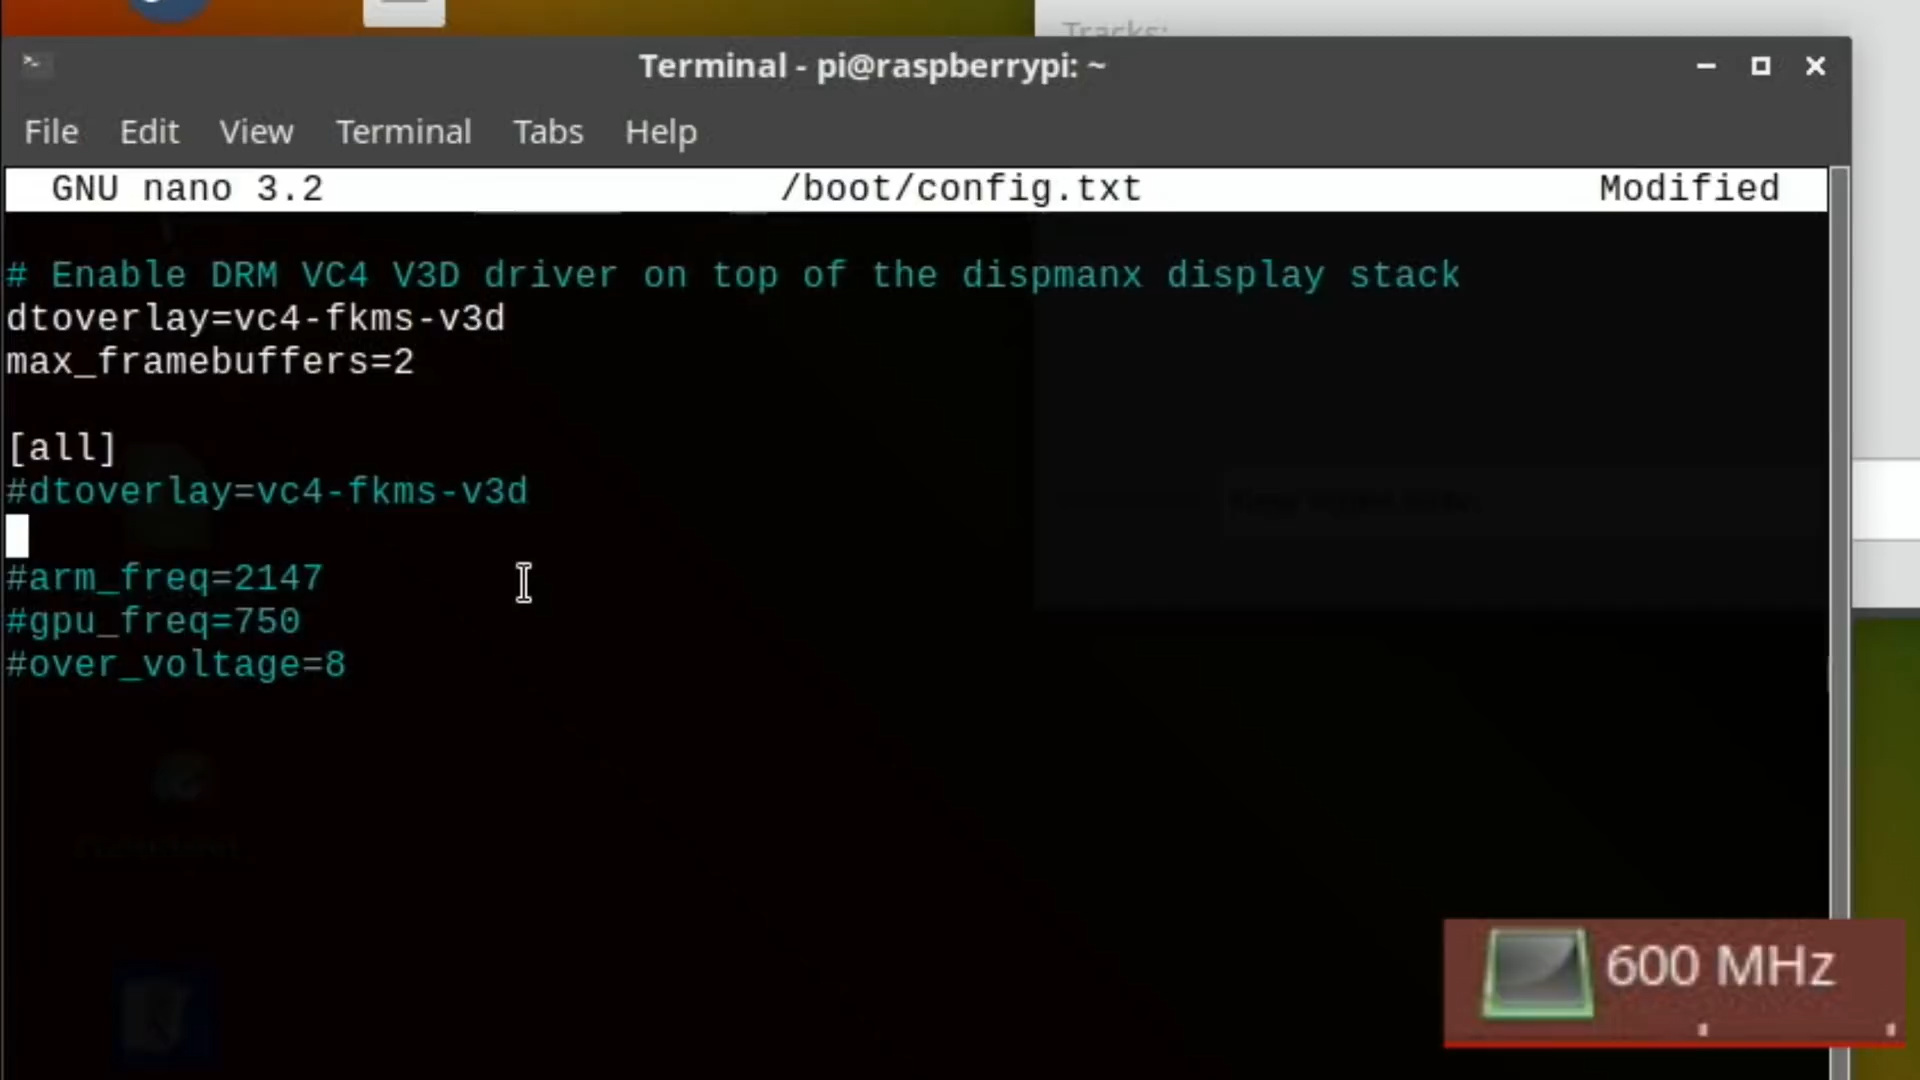 Tracks:
Terminal - pi@raspberrypi: ~
File Edit View Terminal Tabs Help
GNU nano 3.2 /boot/config.txt Modified
# Enable DRM VC4 V3D driver on top of the dispmanx display stack
dtoverlay=vc4-fkms-v3d
max_framebuffers=2
[all]
#dtoverlay=vc4-fkms-v3d
#arm_freq=2147
#gpu_freq=750
#over_voltage=8
600 MHz